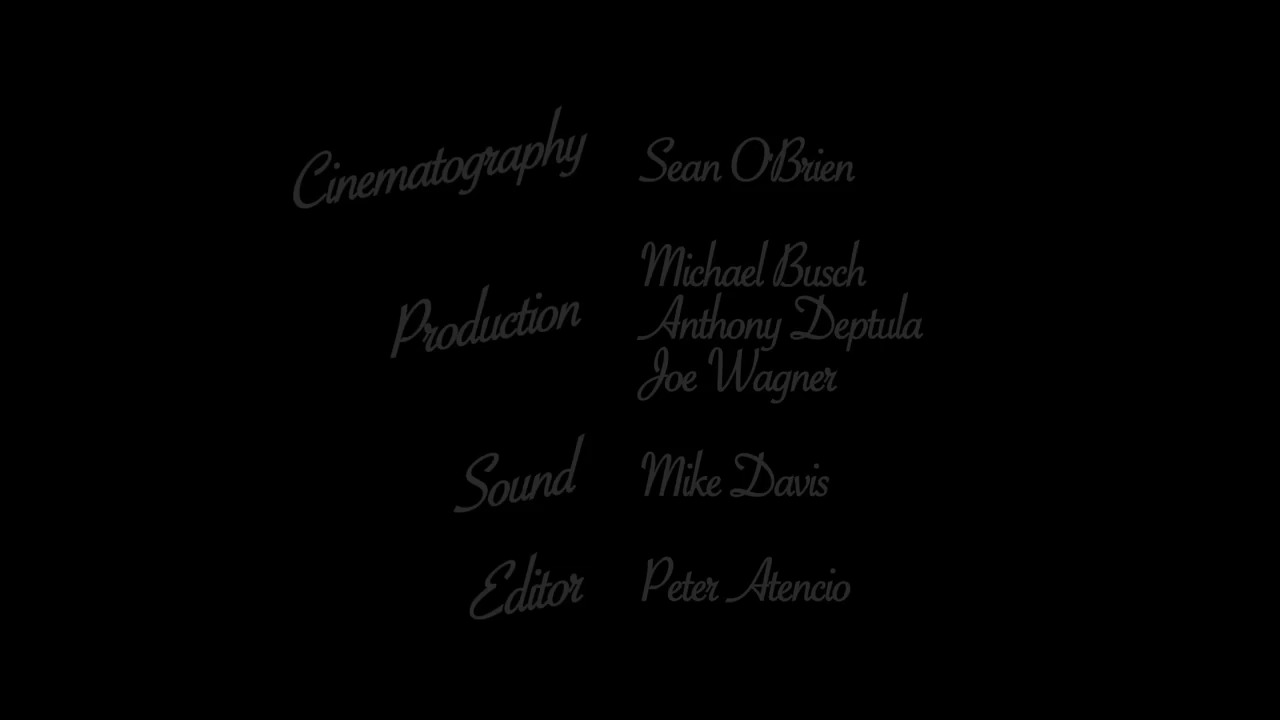 Cinematography Sean O'Brien
Michael Busch
Production Anthony Deptula
Joe Wagner
Sound Mike Davis
Editor Peter Atencio